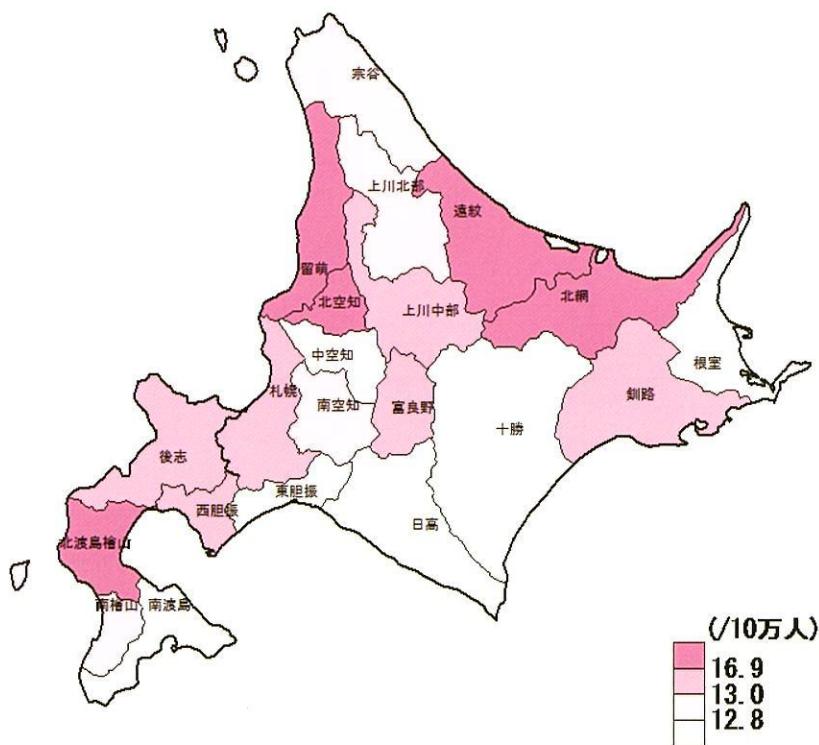 宗谷
上川北部
遠紋
留萌
北空知
上川中部
北網
中空知
根室
札幌
南空知
富良野
釧路
十勝
後志
東胆振
西胆振
日高
北渡島檜山
南檜山
南渡島
(/10万人)
16.9
13.0
12.8